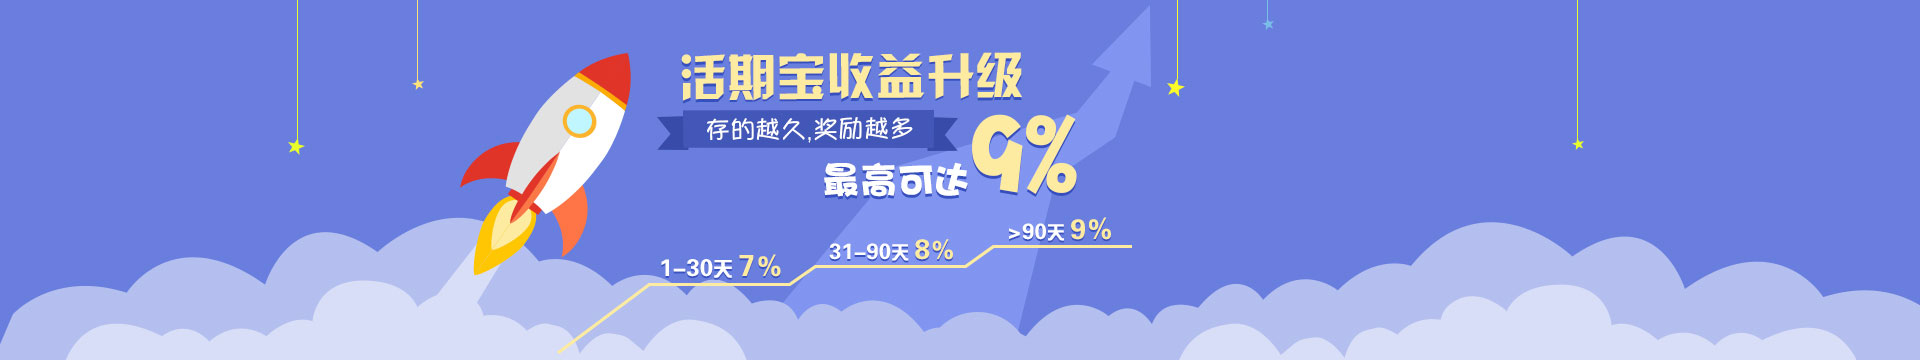 活期宝收益升级
存的越久,奖励越多
最高可达9%
1-30天 7%
31-90天 8%
>90天 9%